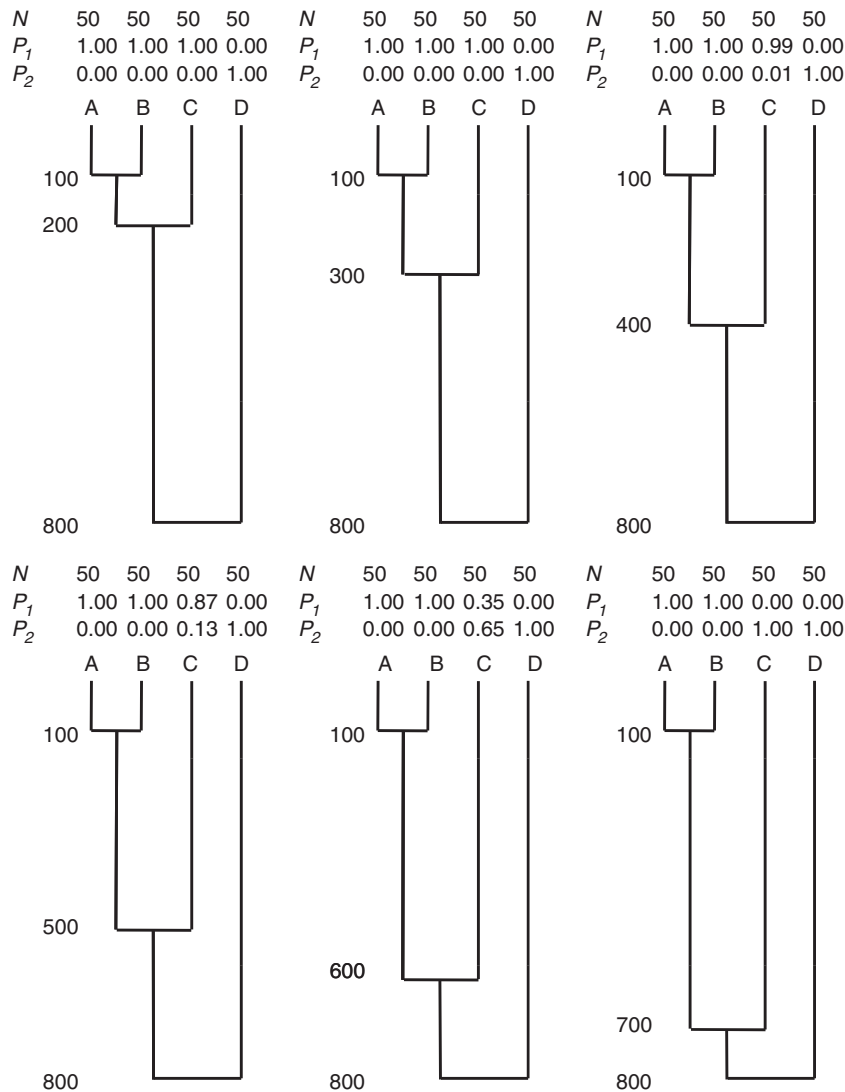 N 50 50 50 50
P1 1.00 1.00 1.00 0.00
P2 0.00 0.00 0.00 1.00
A B C D
100
200
800
N 50 50 50 50
P1 1.00 1.00 1.00 0.00
P2 0.00 0.00 0.00 1.00
A B C D
100
300
800
N 50 50 50 50
P1 1.00 1.00 0.99 0.00
P2 0.00 0.00 0.01 1.00
A B C D
100
400
800
N 50 50 50 50
P1 1.00 1.00 0.87 0.00
P2 0.00 0.00 0.13 1.00
A B C D
100
500
800
N 50 50 50 50
P1 1.00 1.00 0.35 0.00
P2 0.00 0.00 0.65 1.00
A B C D
100
600
800
N 50 50 50 50
P1 1.00 1.00 0.00 0.00
P2 0.00 0.00 1.00 1.00
A B C D
100
700
800